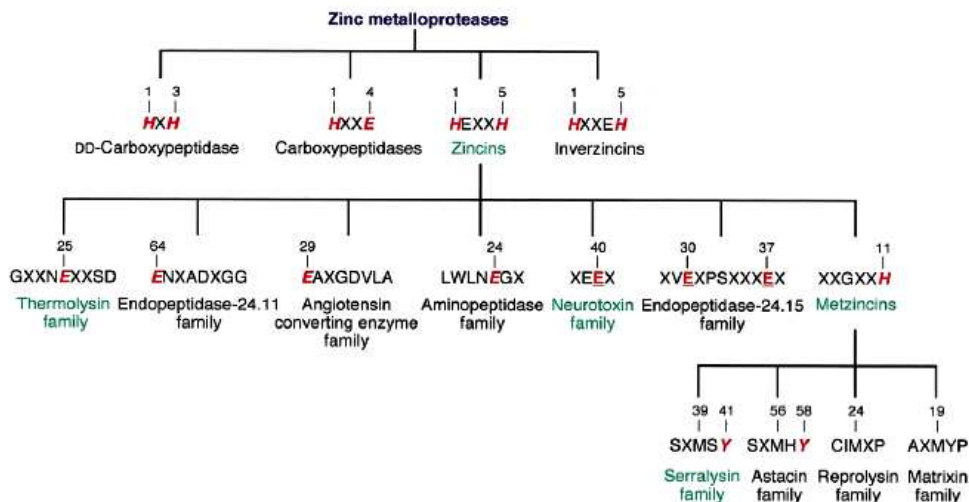 Zinc metalloproteases
1 3 1 4 1 5 1 5
HXH HXXE HEXXH HXXEH
DD-Carboxypeptidase Carboxypeptidases Zincins Inverzincins
25 64 29 24 40 30 37 11
GXXNEXXSD ENXADXGG EAXGDVLA LWLNEGX XEEX XVEXPSXXXEX XXGXXH
Thermolysin Endopeptidase-24.11 Angiotensin Aminopeptidase Neurotoxin Endopeptidase-24.15 Metzincins
family family converting enzyme family family family
family
39 41 56 58 24 19
SXMSY SXMHY CIMXP AXMYP
Serralysin Astacin Reprolysin Matrixin
family family family family